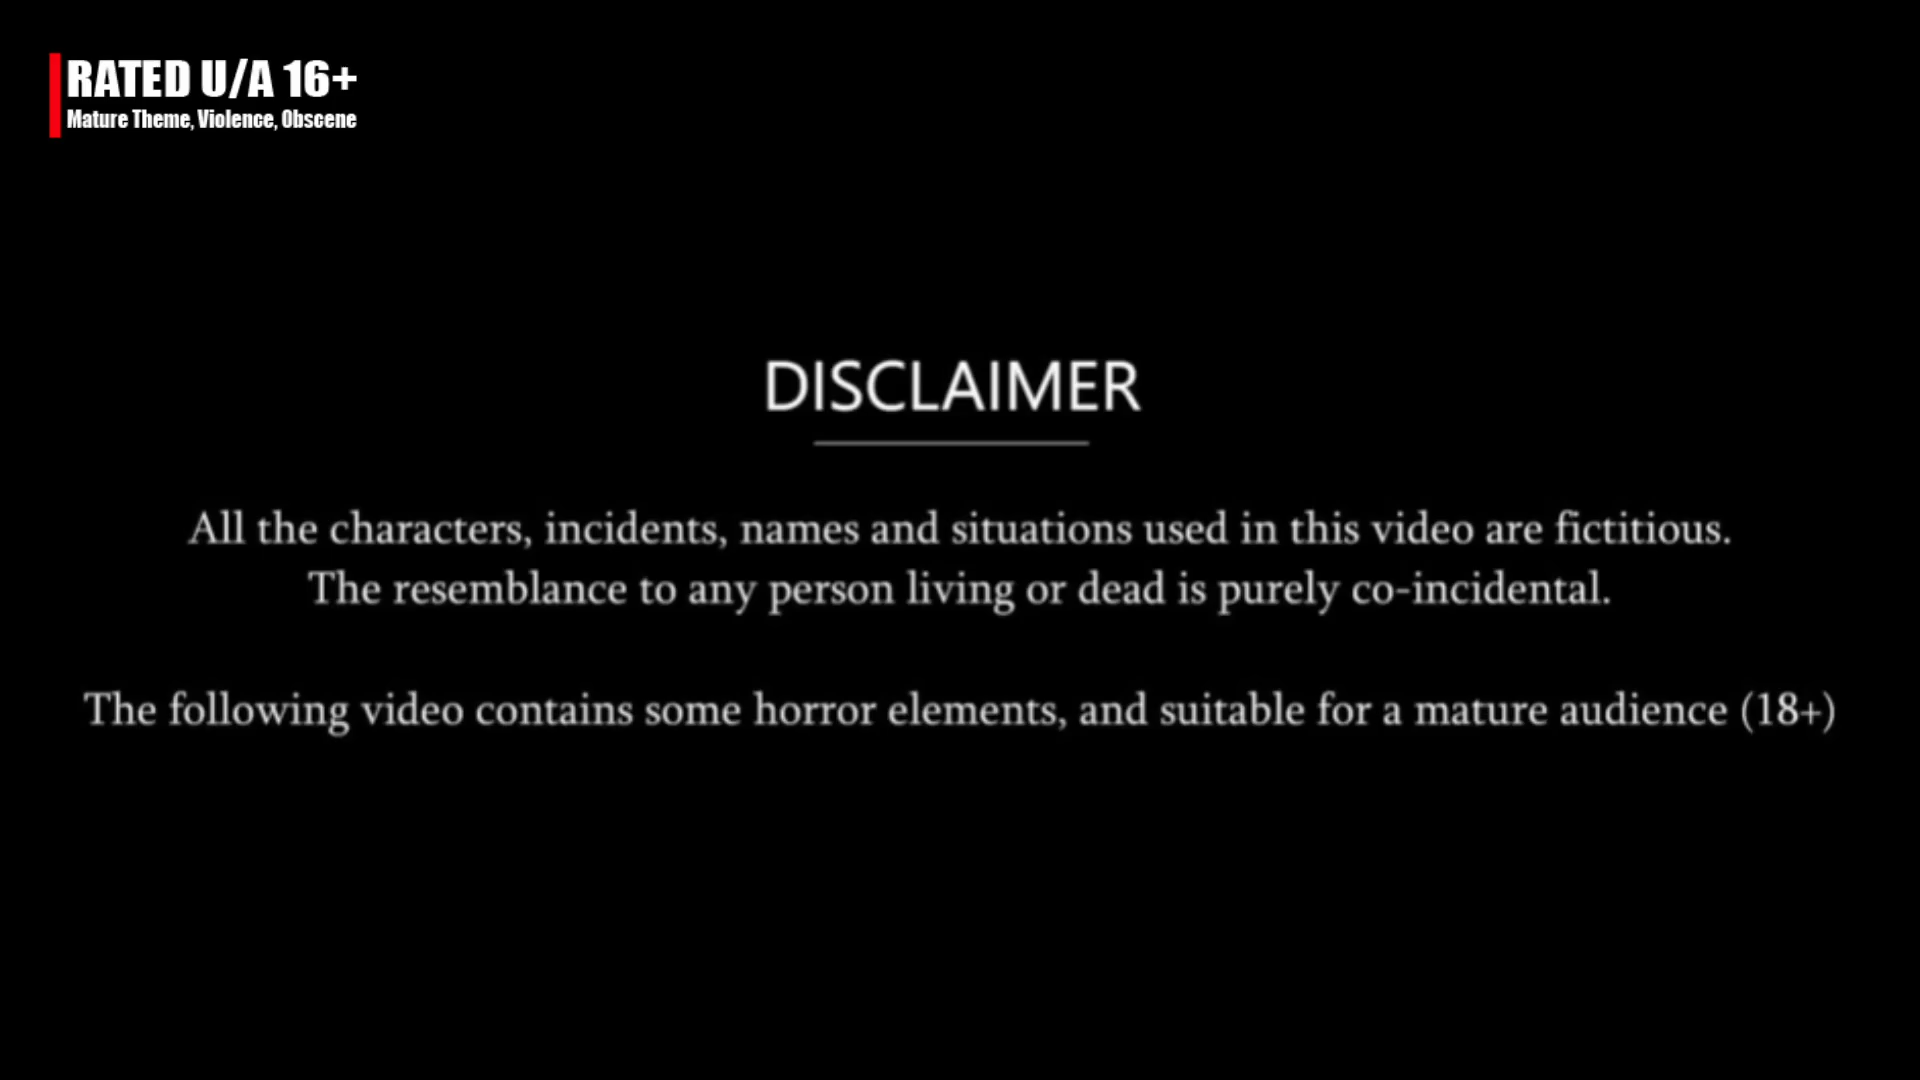 RATED U/A 16+
Mature Theme, Violence, Obscene
DISCLAIMER
All the characters, incidents, names and situations used in this video are fictitious.
The resemblance to any person living or dead is purely co-incidental.
The following video contains some horror elements, and suitable for a mature audience (18+)